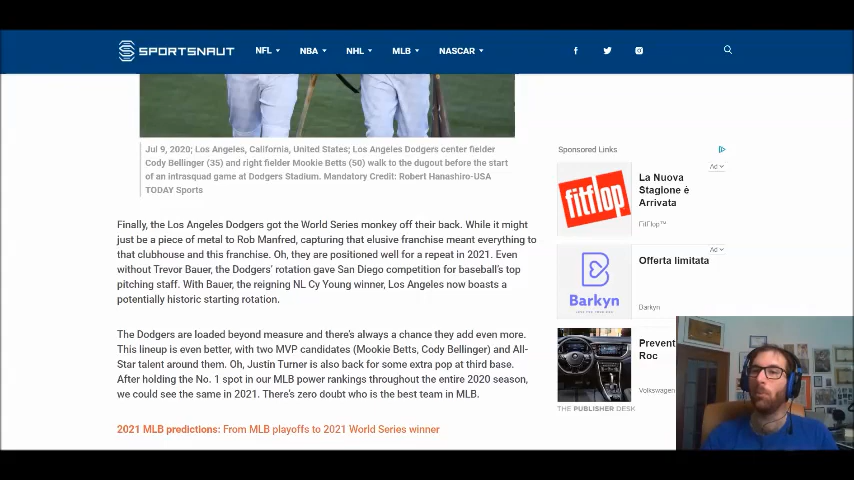 SPORTSNAUT NFL NBA NHL MLB NASCAR
Jul 9, 2020; Los Angeles, California, United States; Los Angeles Dodgers center fielder
Cody Bellinger (35) and right fielder Mookie Betts (50) walk to the dugout before the start
of an intrasquad game at Dodgers Stadium. Mandatory Credit: Robert Hanashiro-USA
TODAY Sports
Finally, the Los Angeles Dodgers got the World Series monkey off their back. While it might
just be a piece of metal to Rob Manfred, capturing that elusive franchise meant everything to
that clubhouse and this franchise. Oh, they are positioned well for a repeat in 2021. Even
without Trevor Bauer, the Dodgers' rotation gave San Diego competition for baseball's top
pitching staff. With Bauer, the reigning NL Cy Young winner, Los Angeles now boasts a
potentially historic starting rotation.
The Dodgers are loaded beyond measure and there's always a chance they add even more.
This lineup is even better, with two MVP candidates (Mookie Betts, Cody Bellinger) and All-
Star talent around them. Oh, Justin Turner is also back for some extra pop at third base.
After holding the No. 1 spot in our MLB power rankings throughout the entire 2020 season,
we could see the same in 2021. There's zero doubt who is the best team in MLB.
2021 MLB predictions: From MLB playoffs to 2021 World Series winner
Sponsored Links
Ad
fitflop
La Nuova
Stagione è
Arrivata
FitFlop™
Ad
Barkyn
Offerta limitata
Darkyn
Prevent
Roc
Volkswagen
THE PUBLISHER DESK